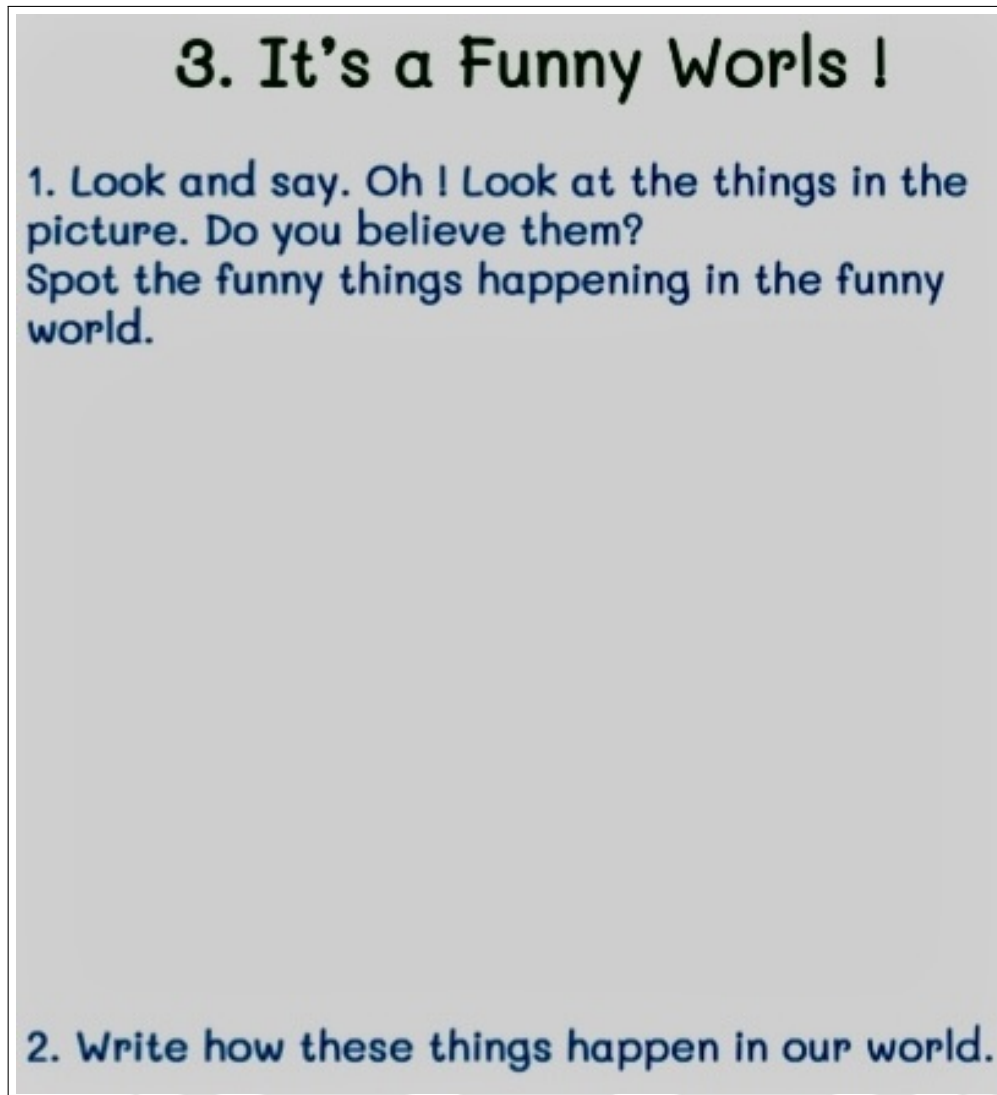 3. It's a Funny Worls !
1. Look and say. Oh ! Look at the things in the
picture. Do you believe them?
Spot the funny things happening in the funny
world.
2. Write how these things happen in our world.